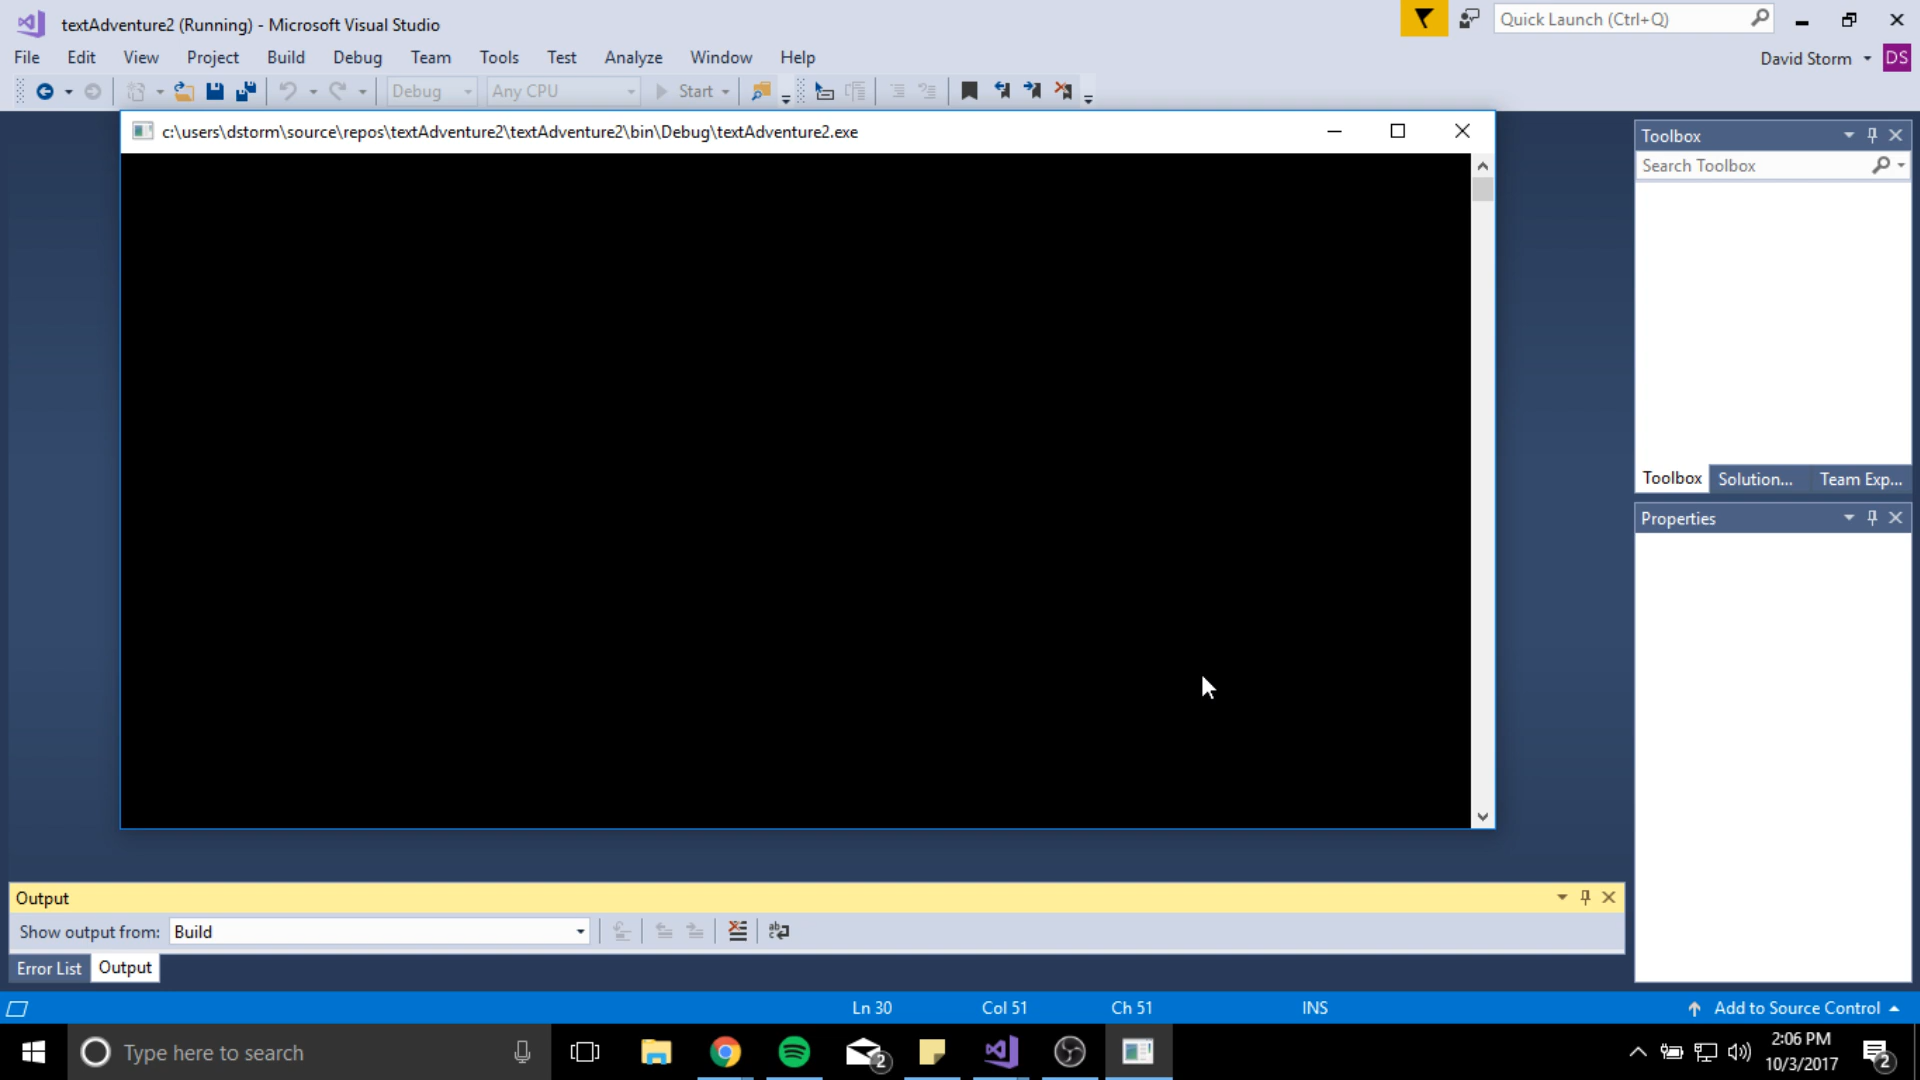 textAdventure2 (Running) - Microsoft Visual Studio
Quick Launch (Ctrl+Q)
File Edit View Project Build Debug Team Tools Test Analyze Window Help
David Storm DS
Debug Any CPU Start
c:\users\dstorm\source\repos\textAdventure2\textAdventure2\bin\Debug\textAdventure2.exe
Toolbox
Search Toolbox
Toolbox Solution... Team Exp...
Properties
Output
Show output from: Build
Error List Output
Ln 30 Col 51 Ch 51 INS Add to Source Control
Type here to search
2
2:06 PM
10/3/2017
2